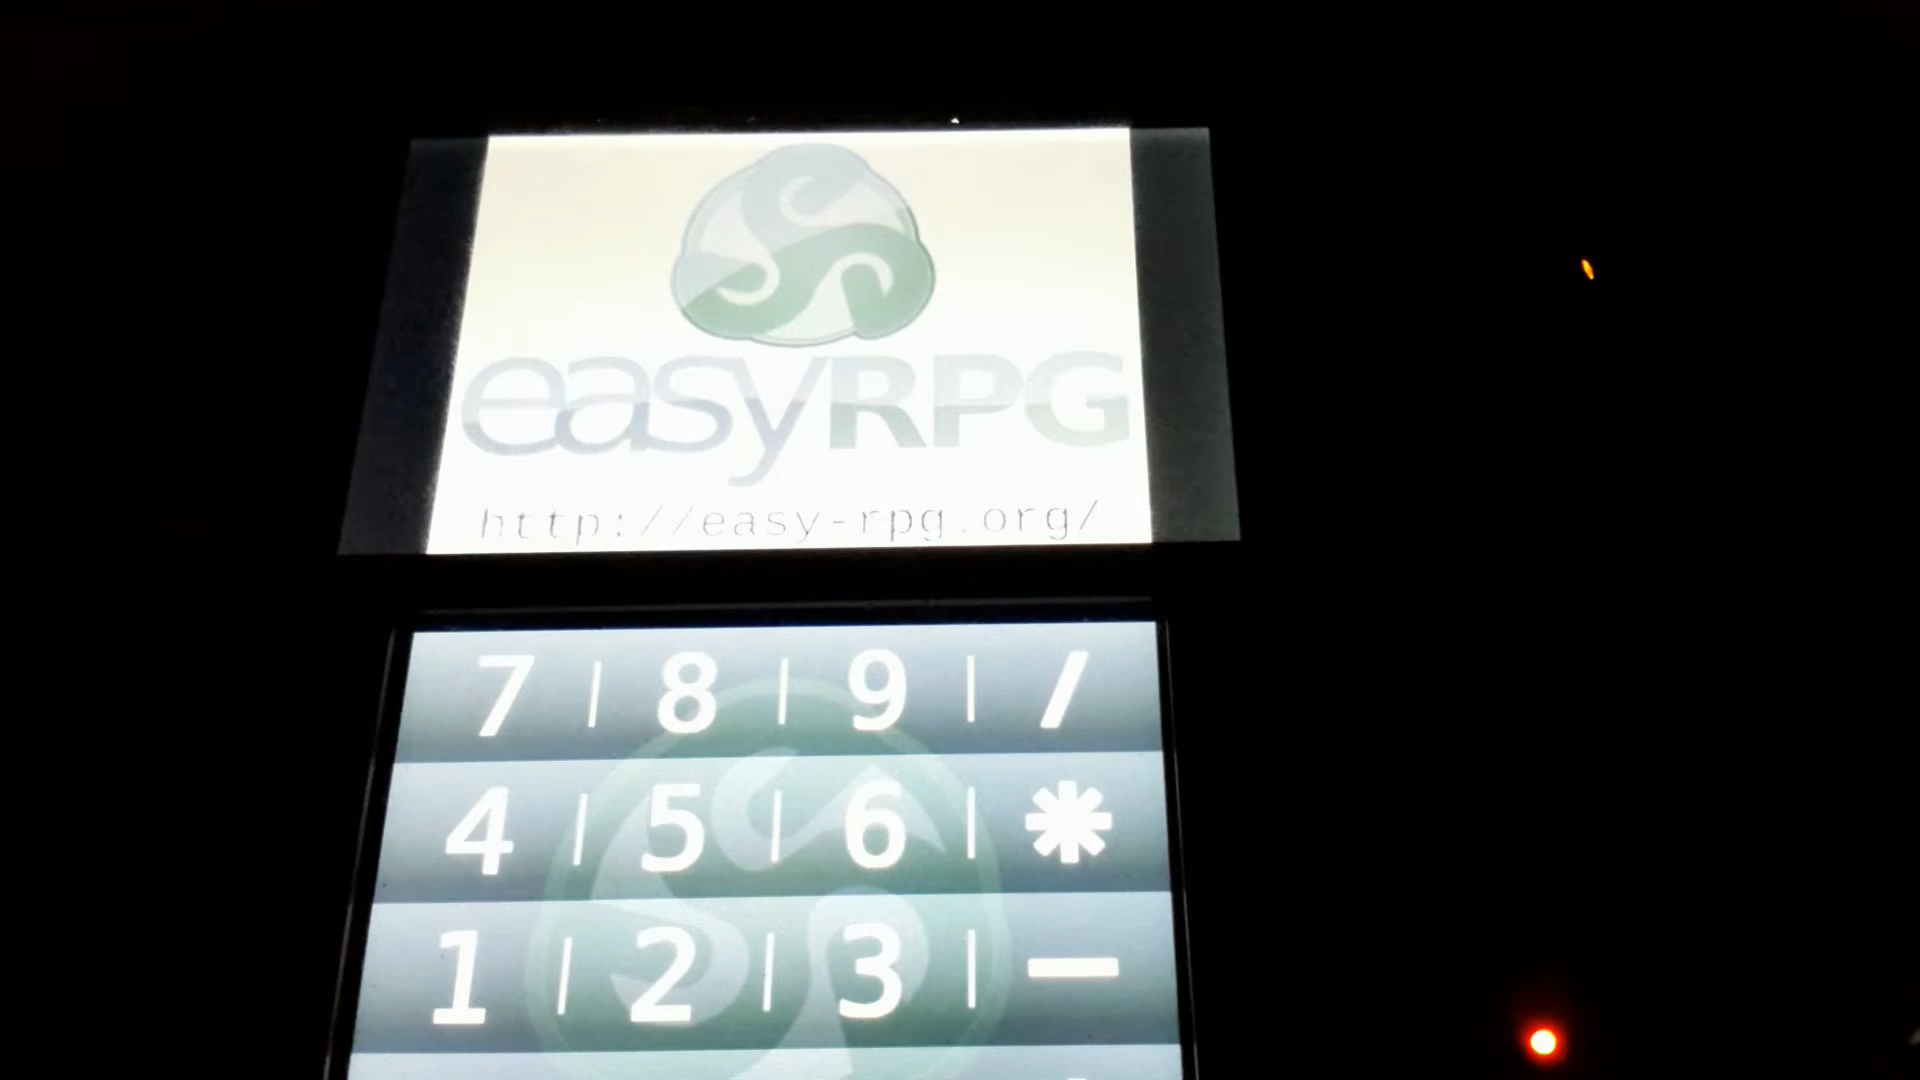 easyRPG
http://easy-rpg.org/
7 | 8 | 9 | /
4 | 5 | 6 | *
1 | 2 | 3 | -